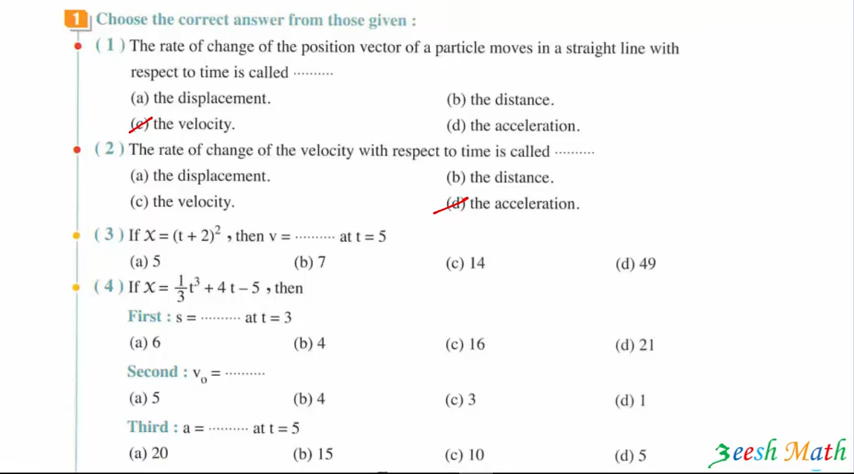 1 Choose the correct answer from those given :
( 1 ) The rate of change of the position vector of a particle moves in a straight line with
respect to time is called ..........
(a) the displacement. (b) the distance.
(c) the velocity. (d) the acceleration.
( 2 ) The rate of change of the velocity with respect to time is called ..........
(a) the displacement. (b) the distance.
(c) the velocity. (d) the acceleration.
( 3 ) If X = (t + 2)² , then v = .......... at t = 5
(a) 5 (b) 7 (c) 14 (d) 49
( 4 ) If X = 1/3 t³ + 4 t – 5 , then
First : s = .......... at t = 3
(a) 6 (b) 4 (c) 16 (d) 21
Second : v₀ = ..........
(a) 5 (b) 4 (c) 3 (d) 1
Third : a = .......... at t = 5
(a) 20 (b) 15 (c) 10 (d) 5
3eesh Math